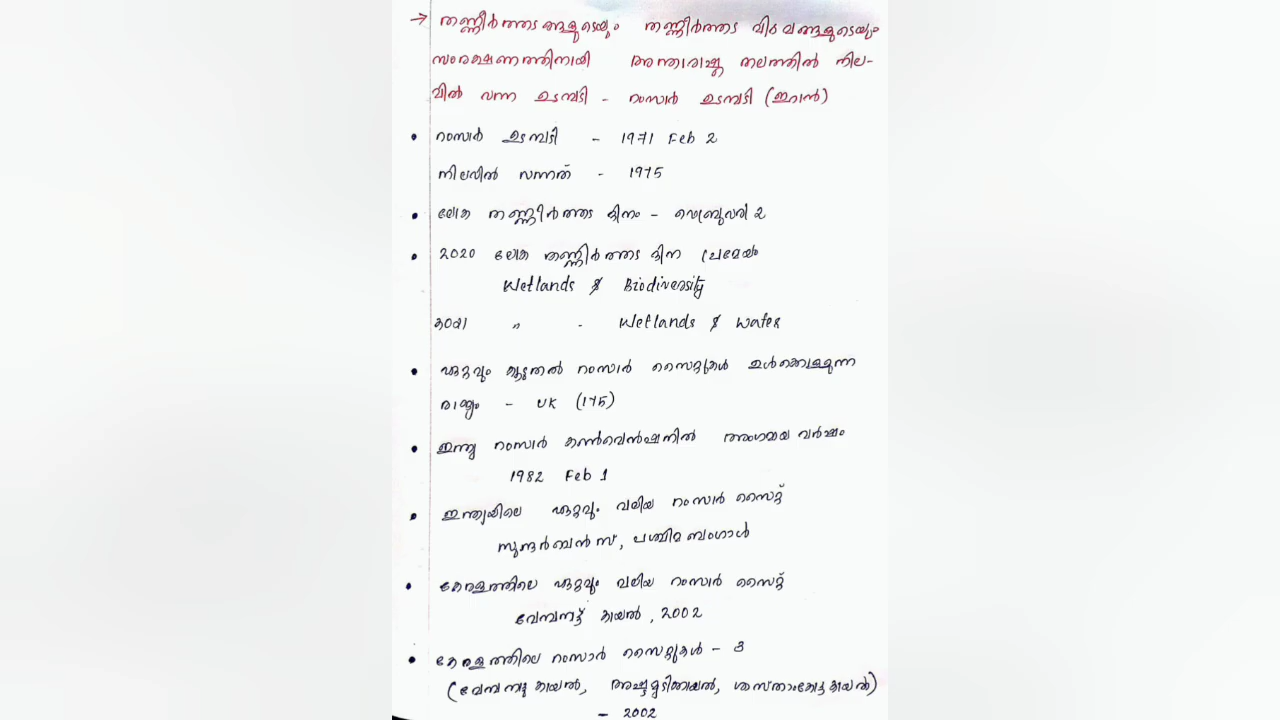 → തണ്ണീർത്തടങ്ങളുടെയും തണ്ണീർത്തട വിഭവങ്ങളുടെയും
സംരക്ഷണത്തിനായി അന്താരാഷ്ട്ര തലത്തിൽ നില-
വിൽ വന്ന ഉടമ്പടി - റംസാർ ഉടമ്പടി (ഇറാൻ)
• റംസാർ ഉടമ്പടി - 1971 Feb 2
നിലവിൽ വന്നത് - 1975
• ലോക തണ്ണീർത്തട ദിനം - ഫെബ്രുവരി 2
• 2020 ലോക തണ്ണീർത്തട ദിന പ്രമേയം
Wetlands & Biodiversity
2021 " - Wetlands & Water
• ഏറ്റവും കൂടുതൽ റംസാർ സൈറ്റുകൾ ഉൾക്കൊള്ളുന്ന
രാജ്യം - UK (175)
• ഇന്ത്യ റംസാർ കൺവെൻഷനിൽ അംഗമായ വർഷം
1982 Feb 1
• ഇന്ത്യയിലെ ഏറ്റവും വലിയ റംസാർ സൈറ്റ്
സുന്ദർബൻസ്, പശ്ചിമ ബംഗാൾ
• കേരളത്തിലെ ഏറ്റവും വലിയ റംസാർ സൈറ്റ്
വേമ്പനാട്ട് കായൽ, 2002
• കേരളത്തിലെ റംസാർ സൈറ്റുകൾ - 3
(വേമ്പനാട്ടു കായൽ, അഷ്ടമുടിക്കായൽ, ശാസ്താംകോട്ട കായൽ)
- 2002